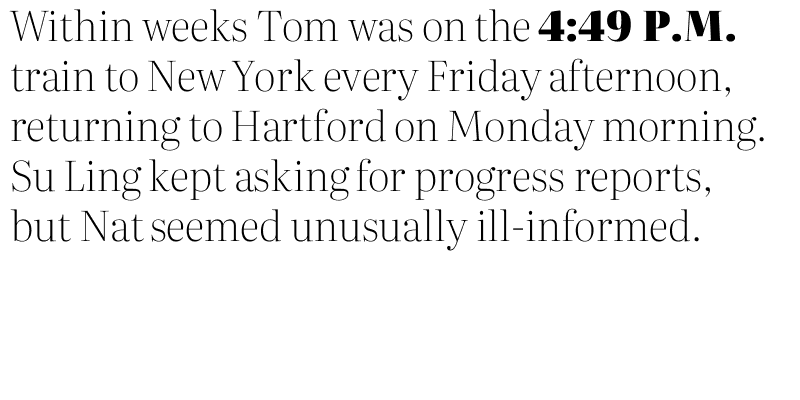 Within weeks Tom was on the 4:49 P.M.
train to New York every Friday afternoon,
returning to Hartford on Monday morning.
Su Ling kept asking for progress reports,
but Nat seemed unusually ill-informed.